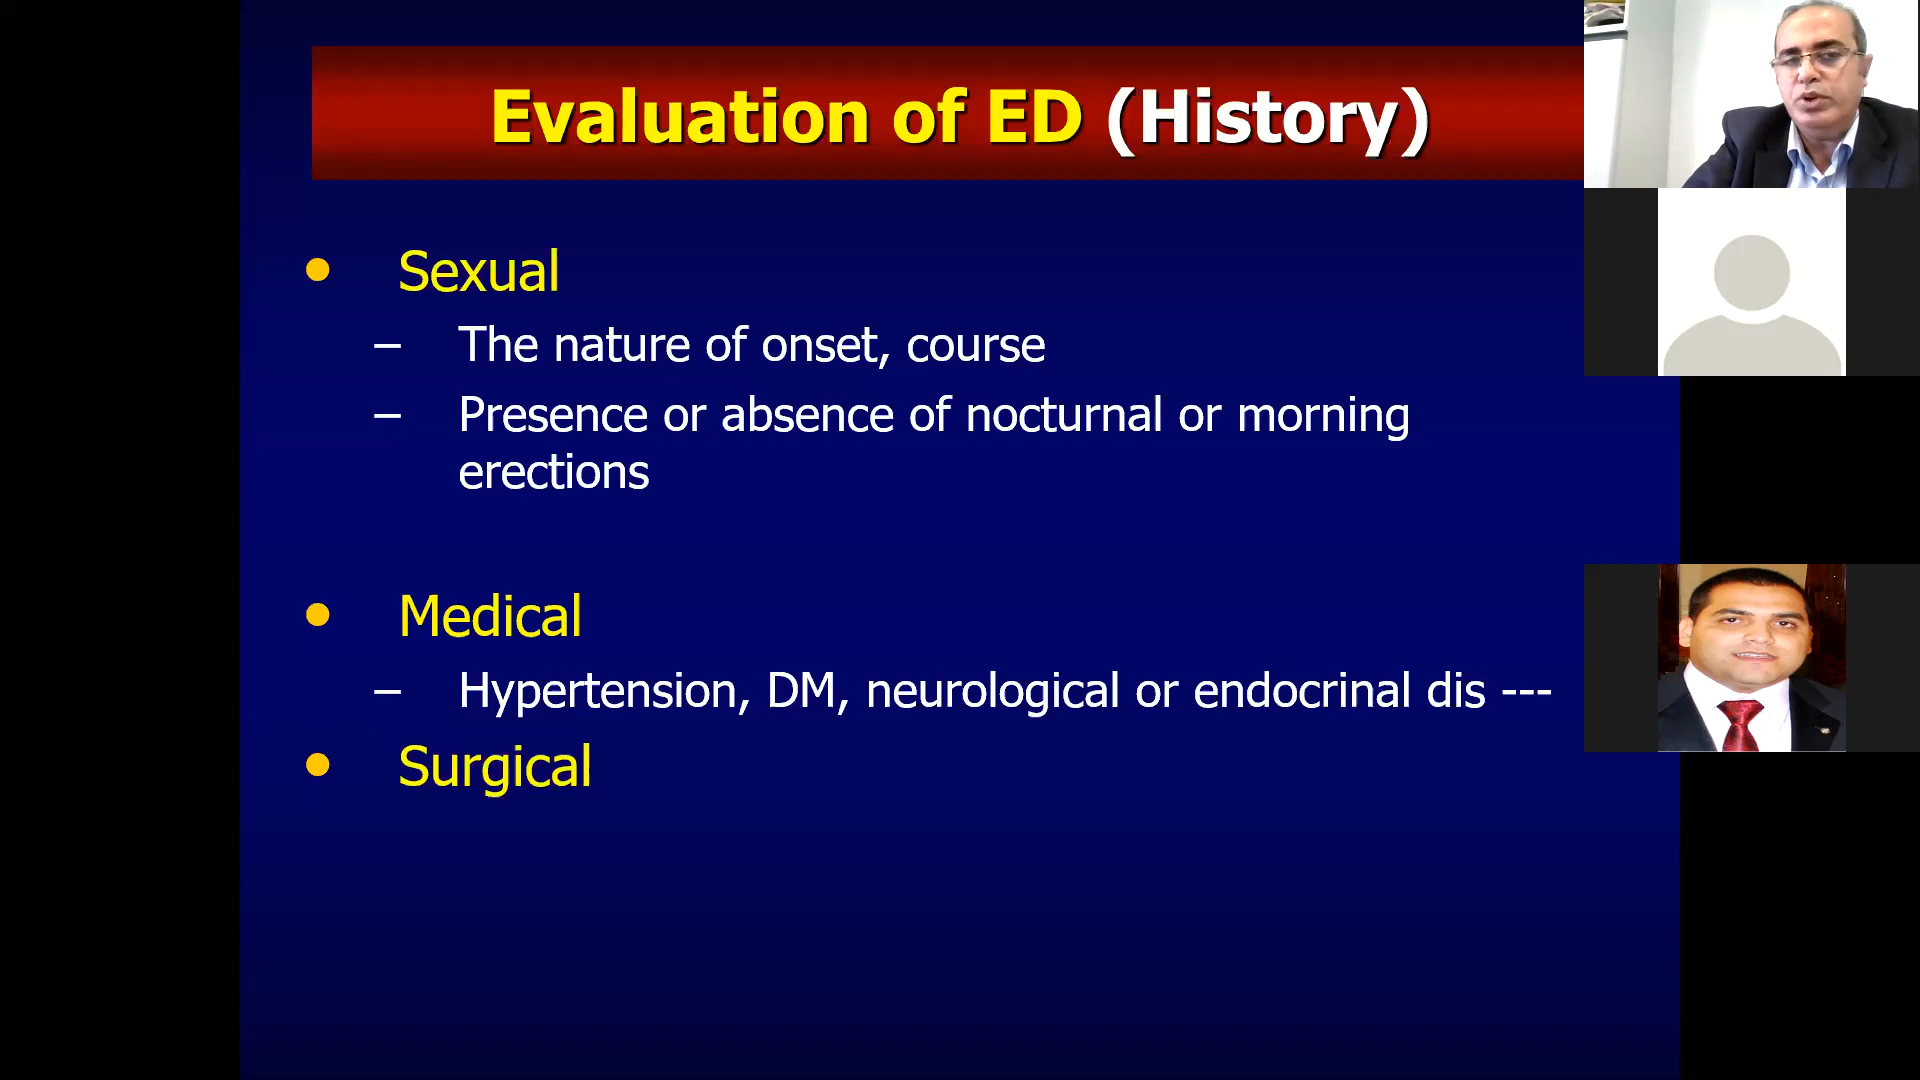 Evaluation of ED (History)
• Sexual
– The nature of onset, course
– Presence or absence of nocturnal or morning
erections
• Medical
– Hypertension, DM, neurological or endocrinal dis ---
• Surgical